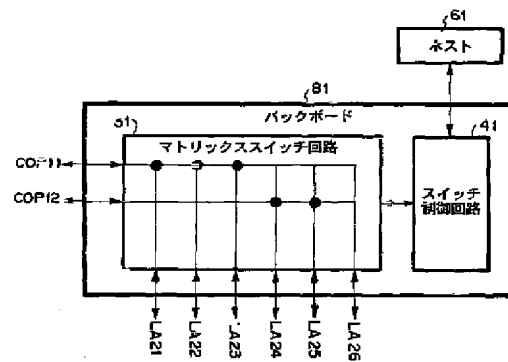 61
ホスト
81
バックボード
51
マトリックススイッチ回路
41
COP11
COP12
スイッチ
制御回路
LA21
LA22
LA23
LA24
LA25
LA26